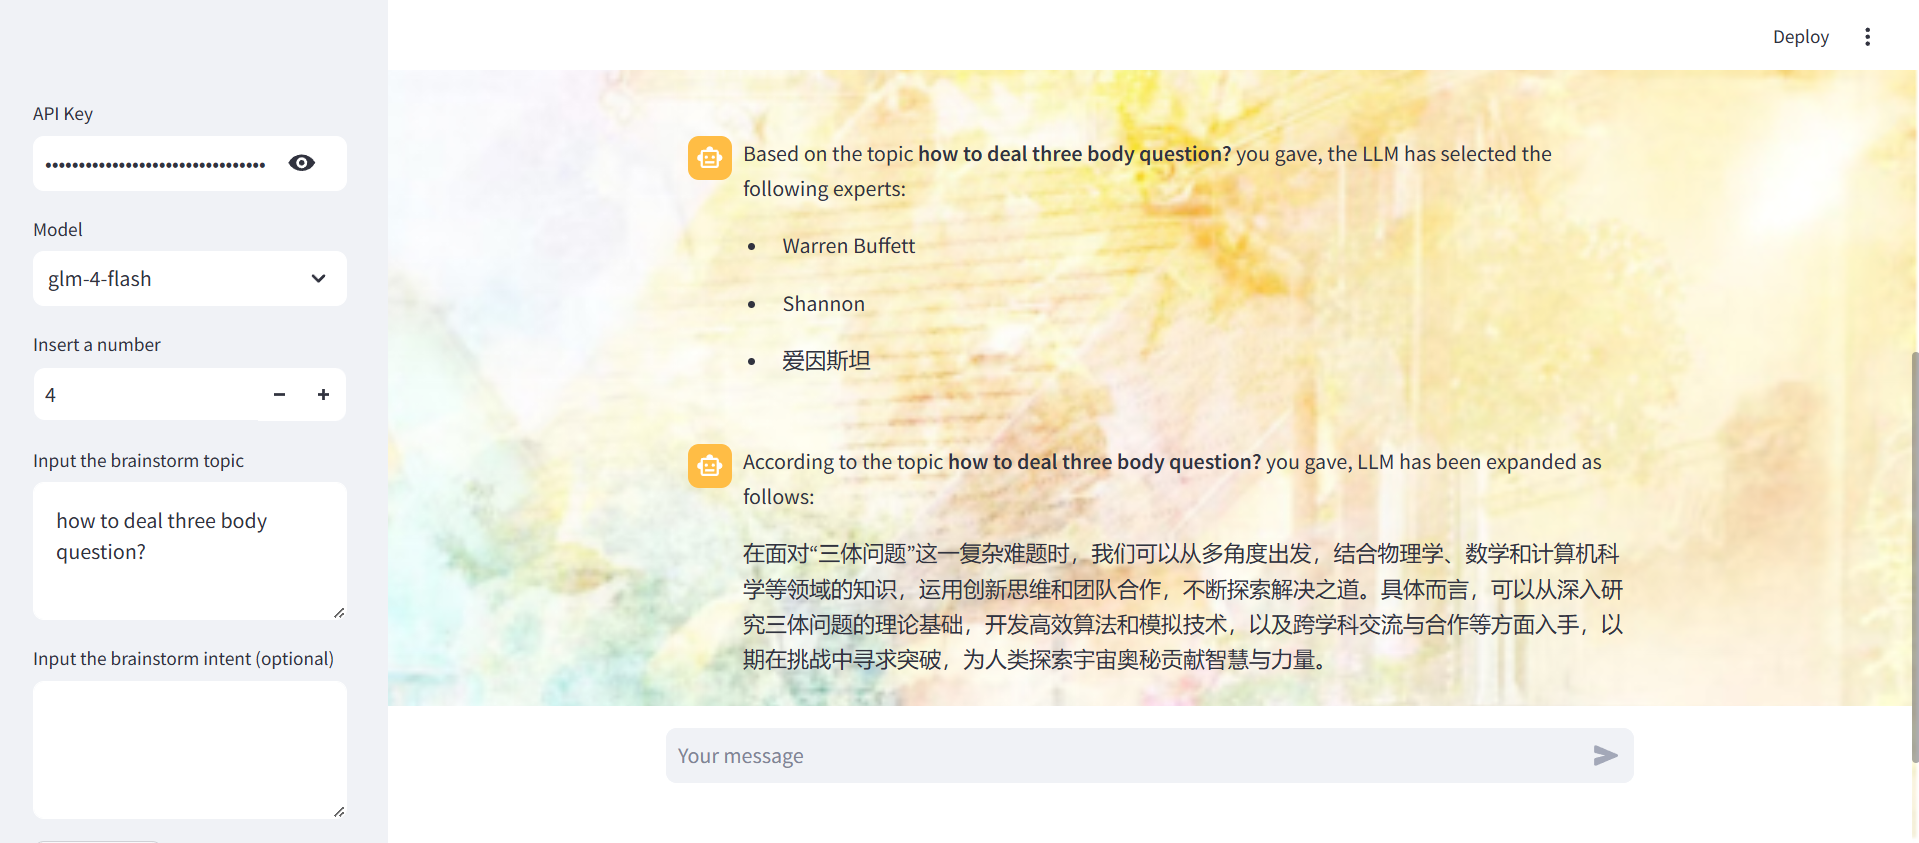 Deploy
API Key
Model
glm-4-flash
Insert a number
4
Input the brainstorm topic
how to deal three body
question?
Input the brainstorm intent (optional)
Based on the topic how to deal three body question? you gave, the LLM has selected the
following experts:
Warren Buffett
Shannon
爱因斯坦
According to the topic how to deal three body question? you gave, LLM has been expanded as
follows:
在面对“三体问题”这一复杂难题时，我们可以从多角度出发，结合物理学、数学和计算机科
学等领域的知识，运用创新思维和团队合作，不断探索解决之道。具体而言，可以从深入研
究三体问题的理论基础，开发高效算法和模拟技术，以及跨学科交流与合作等方面入手，以
期在挑战中寻求突破，为人类探索宇宙奥秘贡献智慧与力量。
Your message